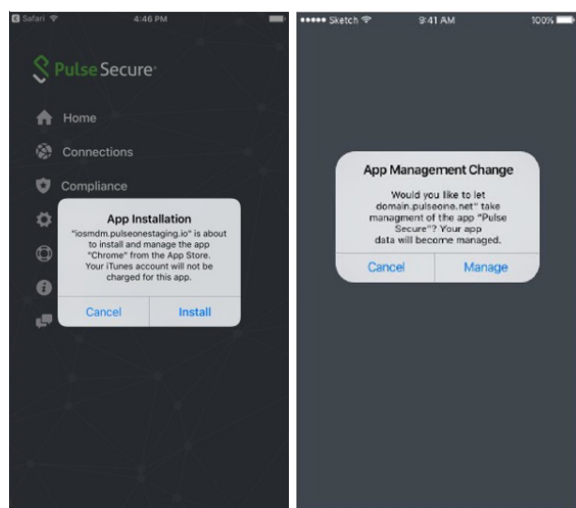 Safari 4:46 PM
Pulse Secure
Home
Connections
Compliance
App Installation
"iosmdm.pulseonestaging.io" is about
to install and manage the app
"Chrome" from the App Store.
Your iTunes account will not be
charged for this app.
Cancel Install
Sketch 9:41 AM 100%
App Management Change
Would you like to let
domain.pulseone.net" take
managment of the app "Pulse
Secure"? Your app
data will become managed.
Cancel Manage